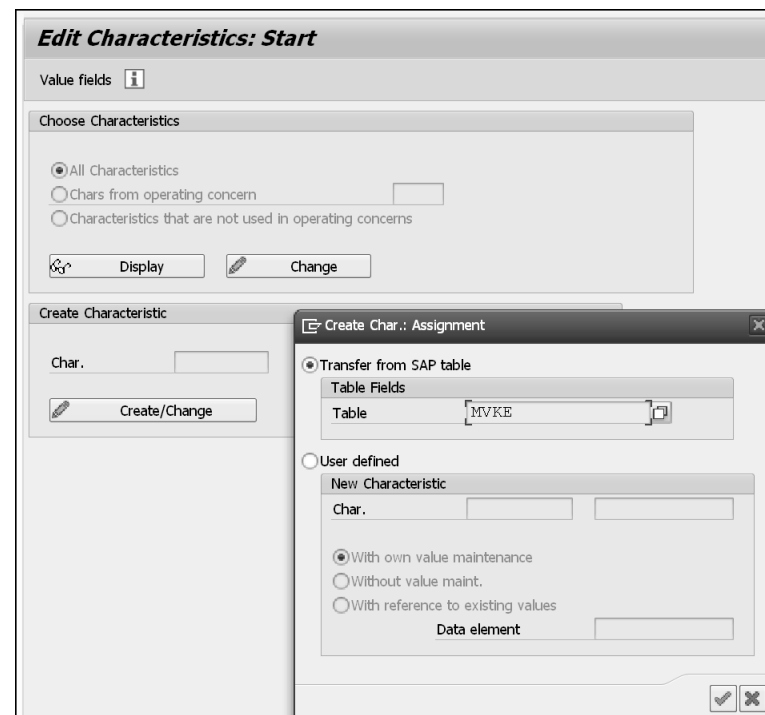 Edit Characteristics: Start
Value fields
Choose Characteristics
All Characteristics
Chars from operating concern
Characteristics that are not used in operating concerns
Display Change
Create Characteristic
Char.
Create/Change
Create Char.: Assignment
Transfer from SAP table
Table Fields
Table MVKE
User defined
New Characteristic
Char.
With own value maintenance
Without value maint.
With reference to existing values
Data element